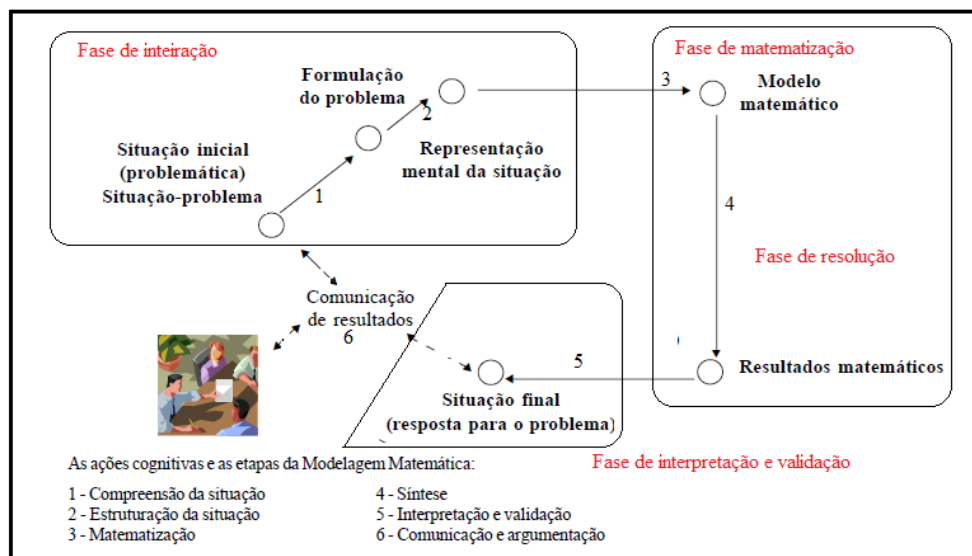 Fase de inteiração
Formulação
do problema
2
Situação inicial
(problemática)
Situação-problema
1
Representação
mental da situação
3
Fase de matematização
Modelo
matemático
4
Fase de resolução
Resultados matemáticos
Comunicação
de resultados
6
5
Situação final
(resposta para o problema)
Fase de interpretação e validação
As ações cognitivas e as etapas da Modelagem Matemática:
1 - Compreensão da situação
2 - Estruturação da situação
3 - Matematização
4 - Síntese
5 - Interpretação e validação
6 - Comunicação e argumentação